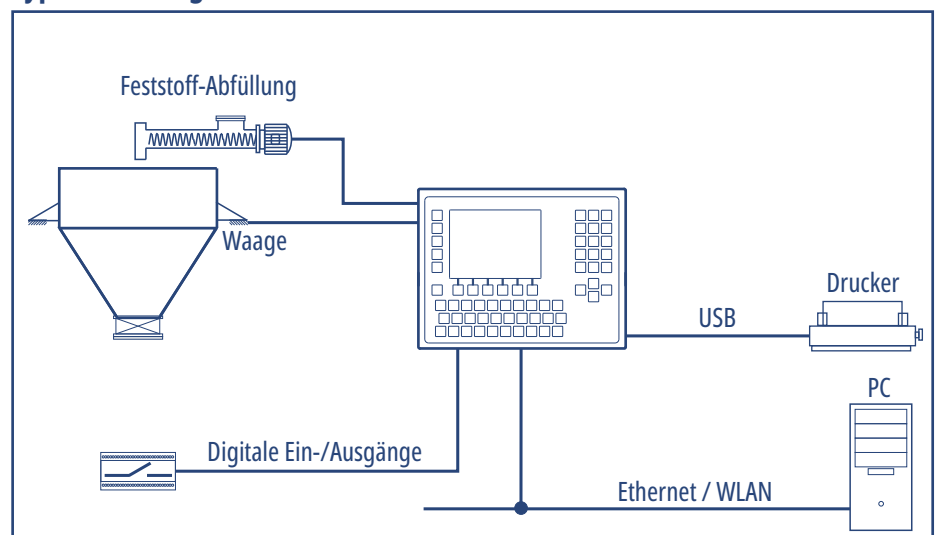 Feststoff-Abfüllung
Waage
Drucker
USB
PC
Digitale Ein-/Ausgänge
Ethernet / WLAN